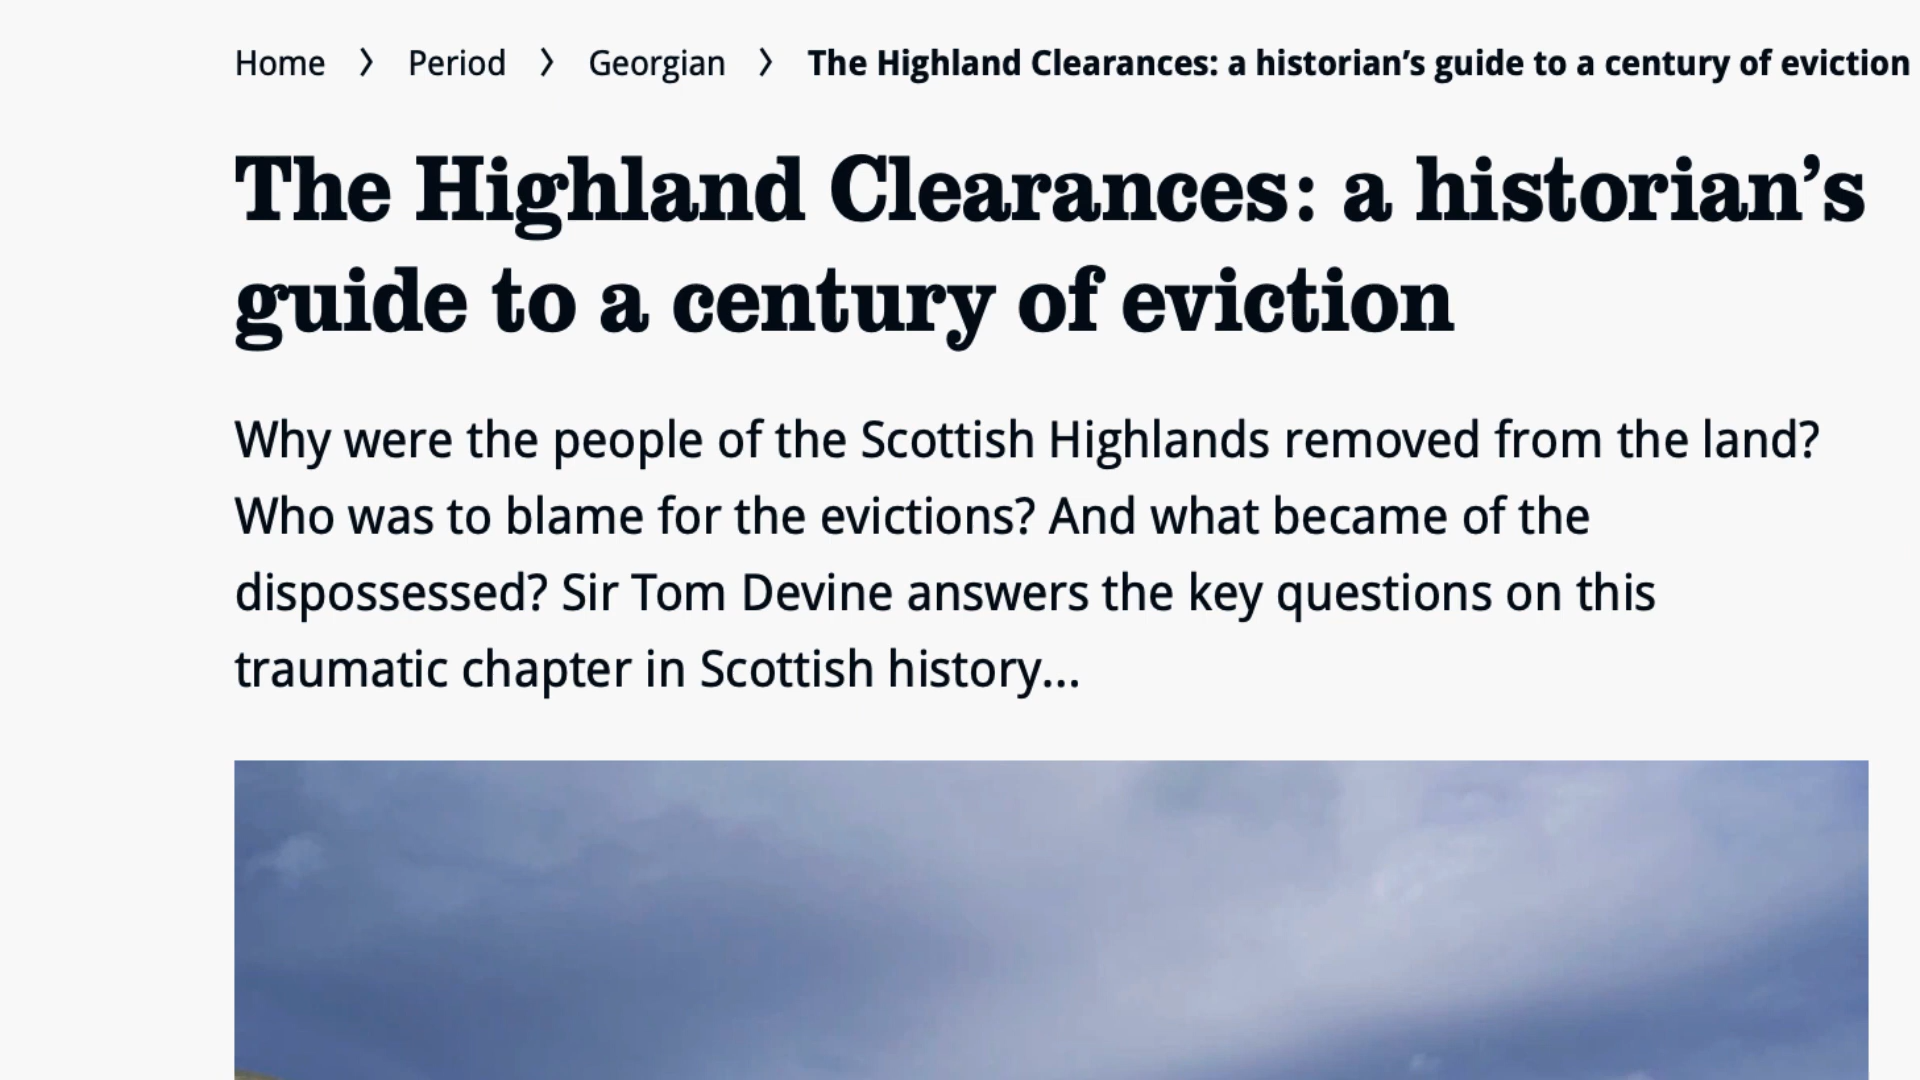 Home > Period > Georgian > The Highland Clearances: a historian’s guide to a century of eviction
The Highland Clearances: a historian’s
guide to a century of eviction
Why were the people of the Scottish Highlands removed from the land?
Who was to blame for the evictions? And what became of the
dispossessed? Sir Tom Devine answers the key questions on this
traumatic chapter in Scottish history...